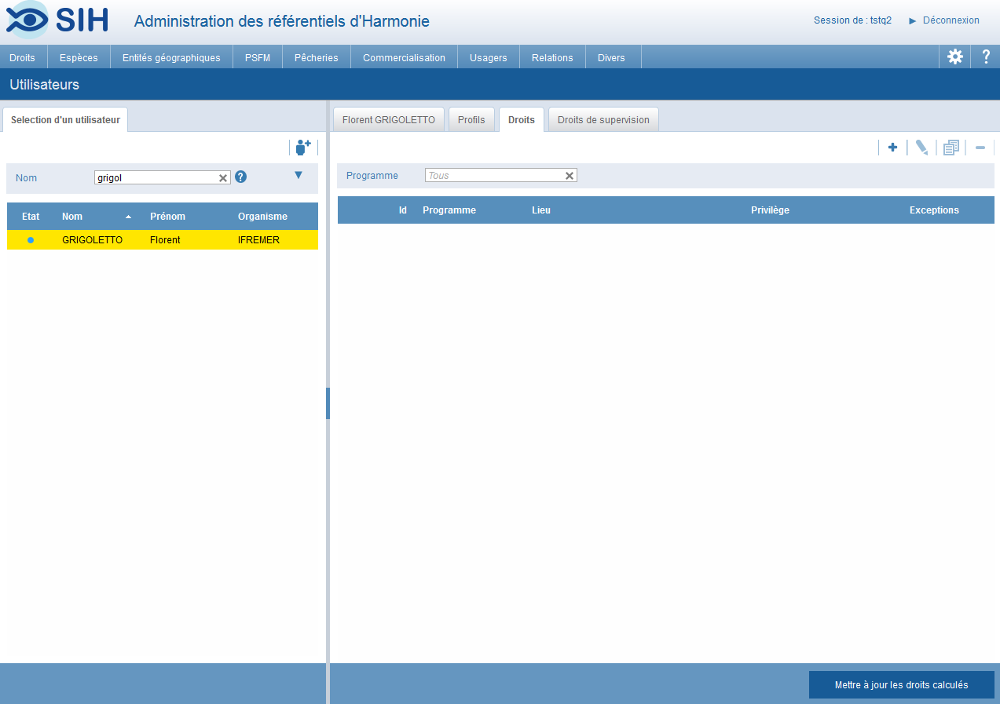 SIH Administration des référentiels d'Harmonie Session de : tstq2 Déconnexion
Droits Espèces Entités géographiques PSFM Pêcheries Commercialisation Usagers Relations Divers ?
Utilisateurs
Selection d'un utilisateur Florent GRIGOLETTO Profils Droits Droits de supervision
Nom grigol ? Programme Tous
Etat Nom Prénom Organisme Id Programme Lieu Privilège Exceptions
GRIGOLETTO Florent IFREMER
Mettre à jour les droits calculés